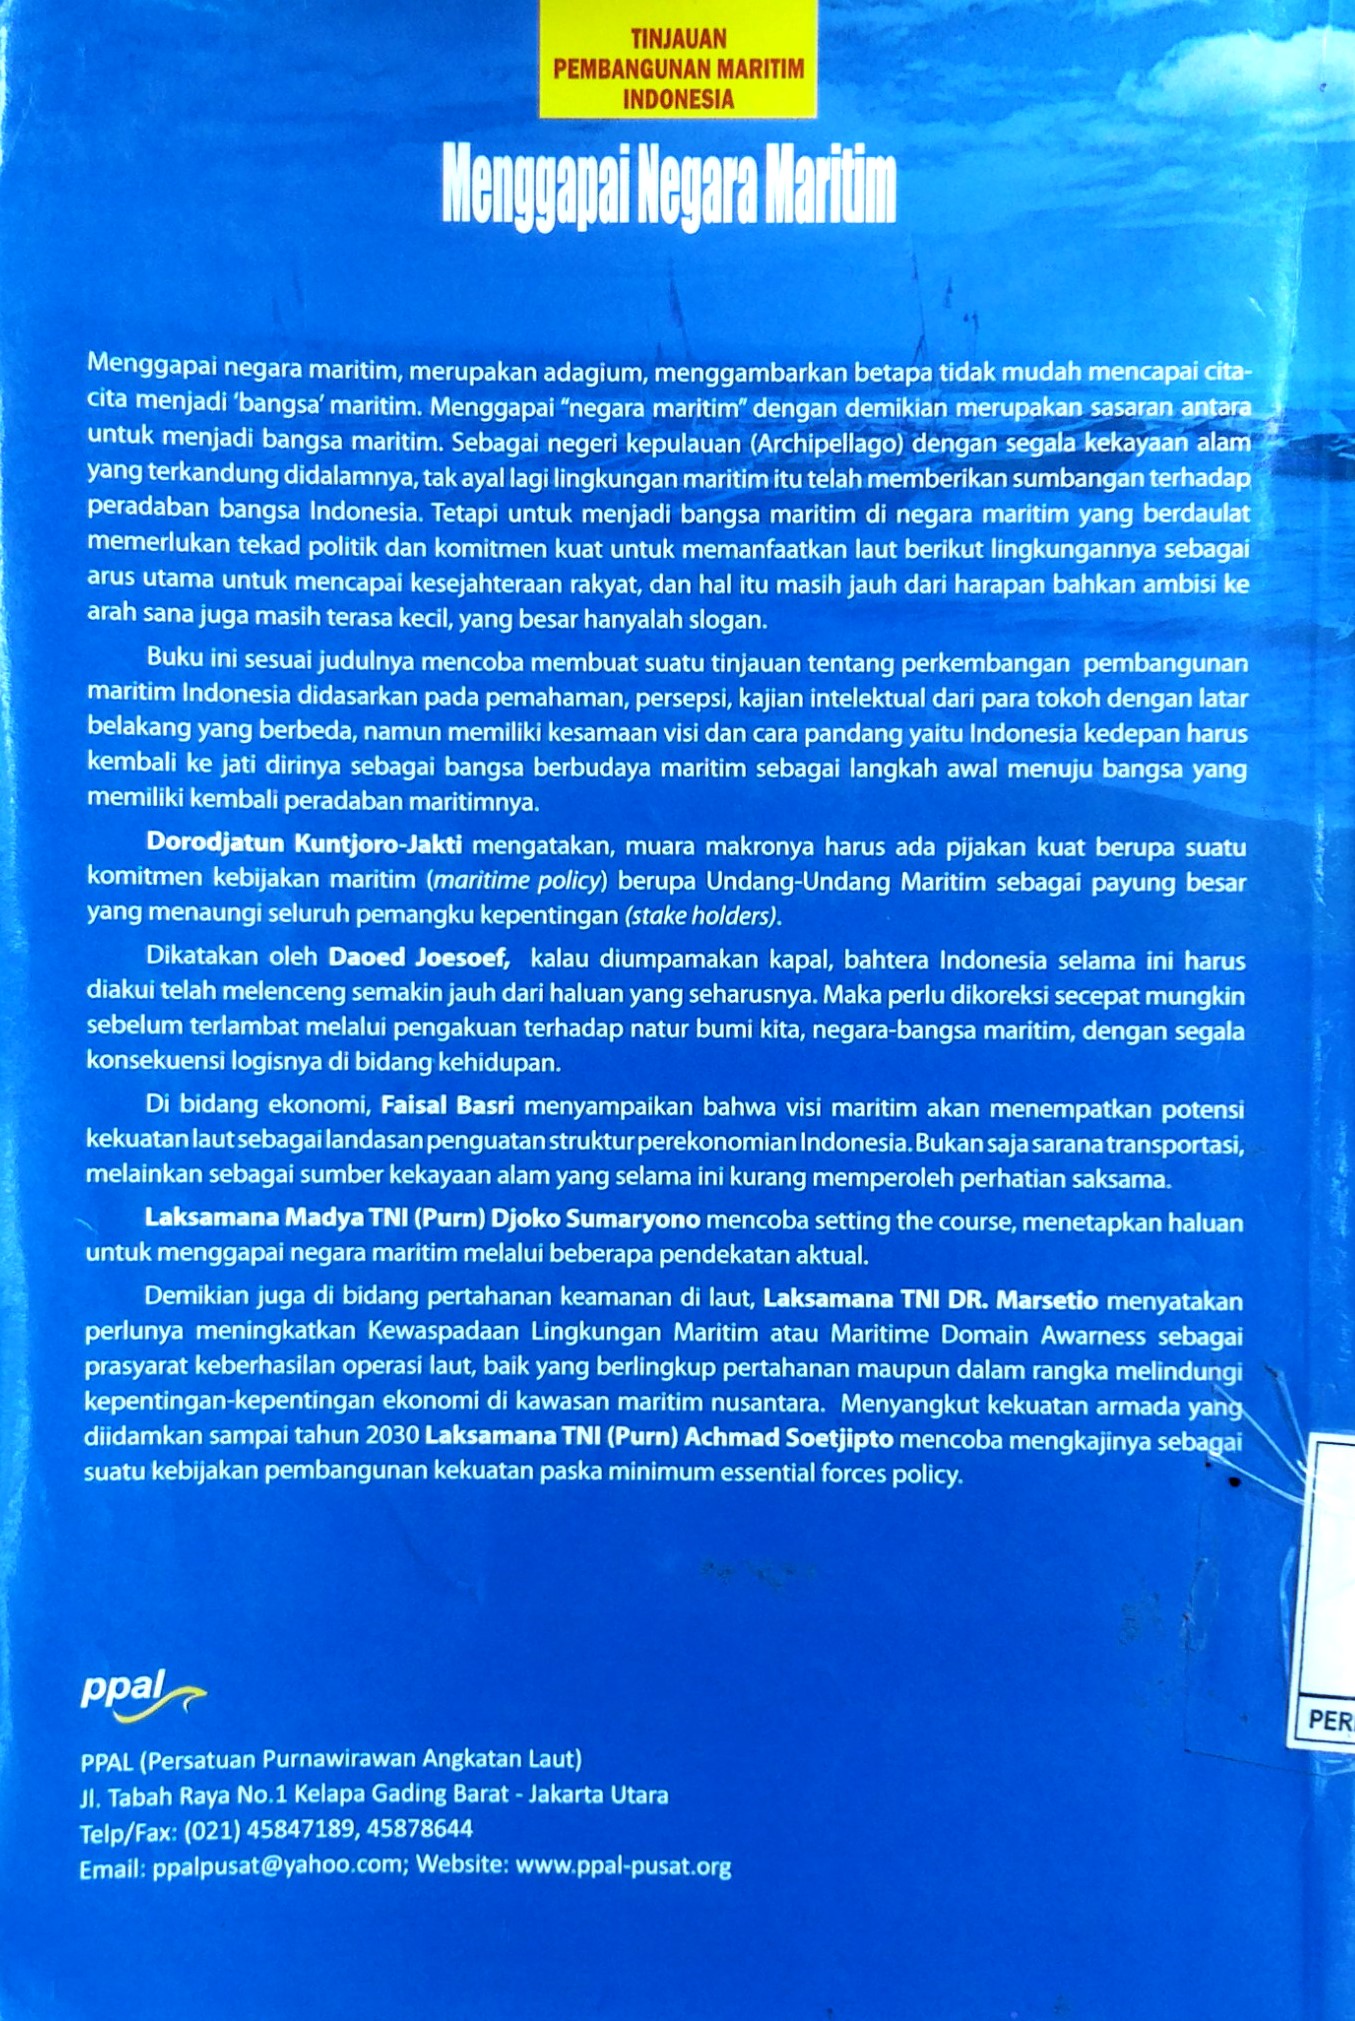 TINJAUAN
PEMBANGUNAN MARITIM
INDONESIA
Menggapai Negara Maritim
Menggapai negara maritim, merupakan adagium, menggambarkan betapa tidak mudah mencapai cita-
cita menjadi 'bangsa' maritim. Menggapai “negara maritim” dengan demikian merupakan sasaran antara
untuk menjadi bangsa maritim. Sebagai negeri kepulauan (Archipellago) dengan segala kekayaan alam
yang terkandung didalamnya, tak ayal lagi lingkungan maritim itu telah memberikan sumbangan terhadap
peradaban bangsa Indonesia. Tetapi untuk menjadi bangsa maritim di negara maritim yang berdaulat
memerlukan tekad politik dan komitmen kuat untuk memanfaatkan laut berikut lingkungannya sebagai
arus utama untuk mencapai kesejahteraan rakyat, dan hal itu masih jauh dari harapan bahkan ambisi ke
arah sana juga masih terasa kecil, yang besar hanyalah slogan.
Buku ini sesuai judulnya mencoba membuat suatu tinjauan tentang perkembangan pembangunan
maritim Indonesia didasarkan pada pemahaman, persepsi, kajian intelektual dari para tokoh dengan latar
belakang yang berbeda, namun memiliki kesamaan visi dan cara pandang yaitu Indonesia kedepan harus
kembali ke jati dirinya sebagai bangsa berbudaya maritim sebagai langkah awal menuju bangsa yang
memiliki kembali peradaban maritimnya.
Dorodjatun Kuntjoro-Jakti mengatakan, muara makronya harus ada pijakan kuat berupa suatu
komitmen kebijakan maritim (maritime policy) berupa Undang-Undang Maritim sebagai payung besar
yang menaungi seluruh pemangku kepentingan (stake holders).
Dikatakan oleh Daoed Joesoef, kalau diumpamakan kapal, bahtera Indonesia selama ini harus
diakui telah melenceng semakin jauh dari haluan yang seharusnya. Maka perlu dikoreksi secepat mungkin
sebelum terlambat melalui pengakuan terhadap natur bumi kita, negara-bangsa maritim, dengan segala
konsekuensi logisnya di bidang kehidupan.
Di bidang ekonomi, Faisal Basri menyampaikan bahwa visi maritim akan menempatkan potensi
kekuatan laut sebagai landasan penguatan struktur perekonomian Indonesia. Bukan saja sarana transportasi,
melainkan sebagai sumber kekayaan alam yang selama ini kurang memperoleh perhatian saksama.
Laksamana Madya TNI (Purn) Djoko Sumaryono mencoba setting the course, menetapkan haluan
untuk menggapai negara maritim melalui beberapa pendekatan aktual.
Demikian juga di bidang pertahanan keamanan di laut, Laksamana TNI DR. Marsetio menyatakan
perlunya meningkatkan Kewaspadaan Lingkungan Maritim atau Maritime Domain Awarness sebagai
prasyarat keberhasilan operasi laut, baik yang berlingkup pertahanan maupun dalam rangka melindungi
kepentingan-kepentingan ekonomi di kawasan maritim nusantara. Menyangkut kekuatan armada yang
diidamkan sampai tahun 2030 Laksamana TNI (Purn) Achmad Soetjipto mencoba mengkajinya sebagai
suatu kebijakan pembangunan kekuatan paska minimum essential forces policy.
ppal
PPAL (Persatuan Purnawirawan Angkatan Laut)
Jl. Tabah Raya No.1 Kelapa Gading Barat - Jakarta Utara
Telp/Fax: (021) 45847189, 45878644
Email: ppalpusat@yahoo.com; Website: www.ppal-pusat.org